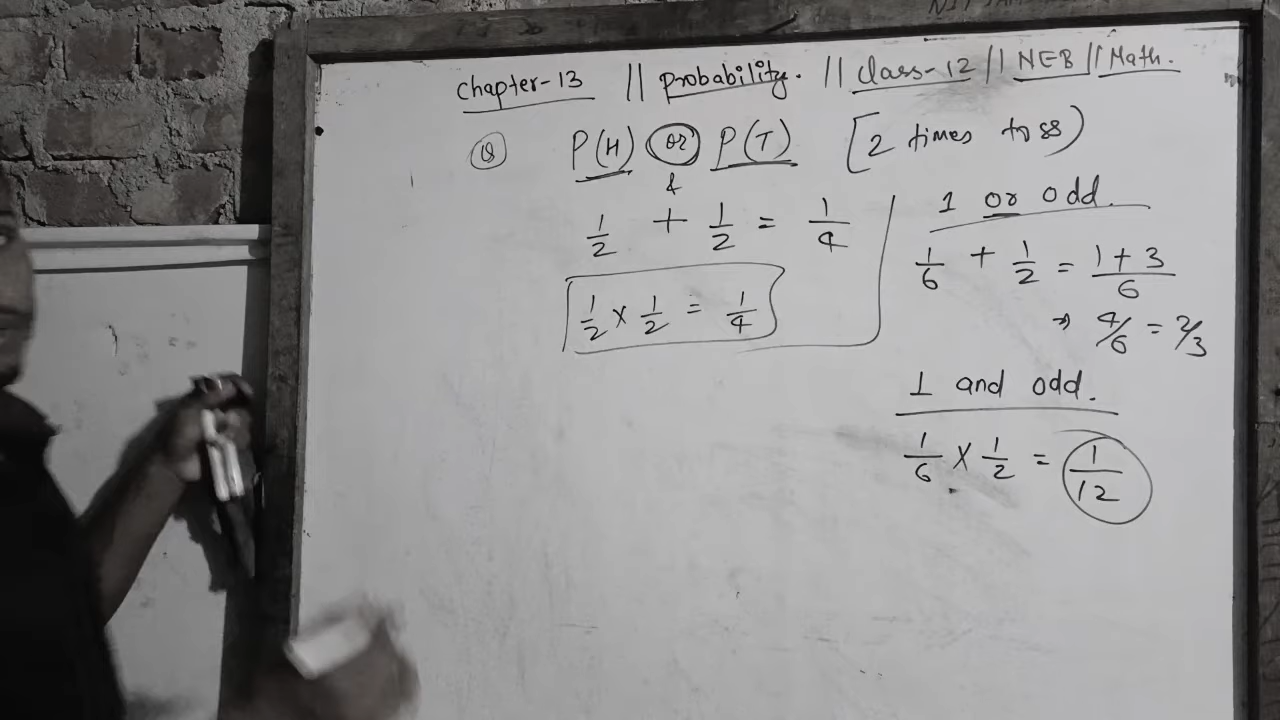 chapter-13 || probability. || class-12 || NEB || Math.
Q P(H) or P(T) [2 times toss)
&
1/2 + 1/2 = 1/4
1/2 x 1/2 = 1/4
1 or odd.
1/6 + 1/2 = 1+3/6
⇒ 4/6 = 2/3
1 and odd.
1/6 x 1/2 = 1/12